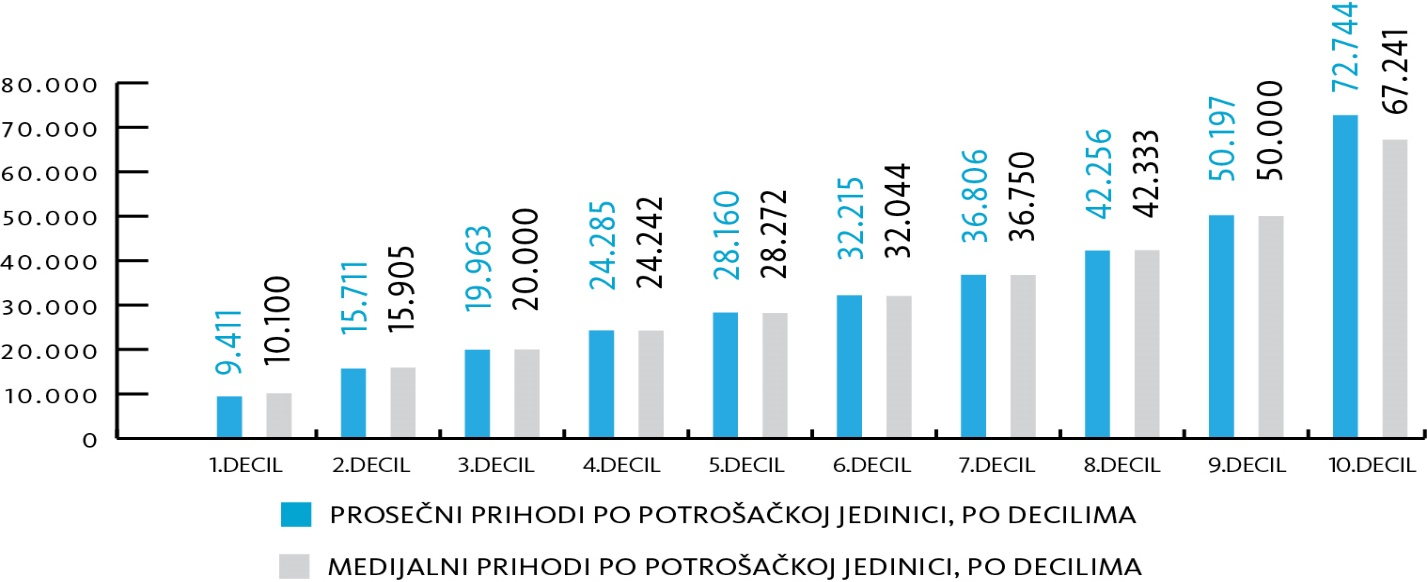 80.000
70.000
60.000
50.000
40.000
30.000
20.000
10.000
0
9.411
10.100
15.711
15.905
19.963
20.000
24.285
24.242
28.160
28.272
32.215
32.044
36.806
36.750
42.256
42.333
50.197
50.000
72.744
67.241
1.DECIL
2.DECIL
3.DECIL
4.DECIL
5.DECIL
6.DECIL
7.DECIL
8.DECIL
9.DECIL
10.DECIL
PROSEČNI PRIHODI PO POTROŠAČKOJ JEDINICI, PO DECILIMA
MEDIJALNI PRIHODI PO POTROŠAČKOJ JEDINICI, PO DECILIMA